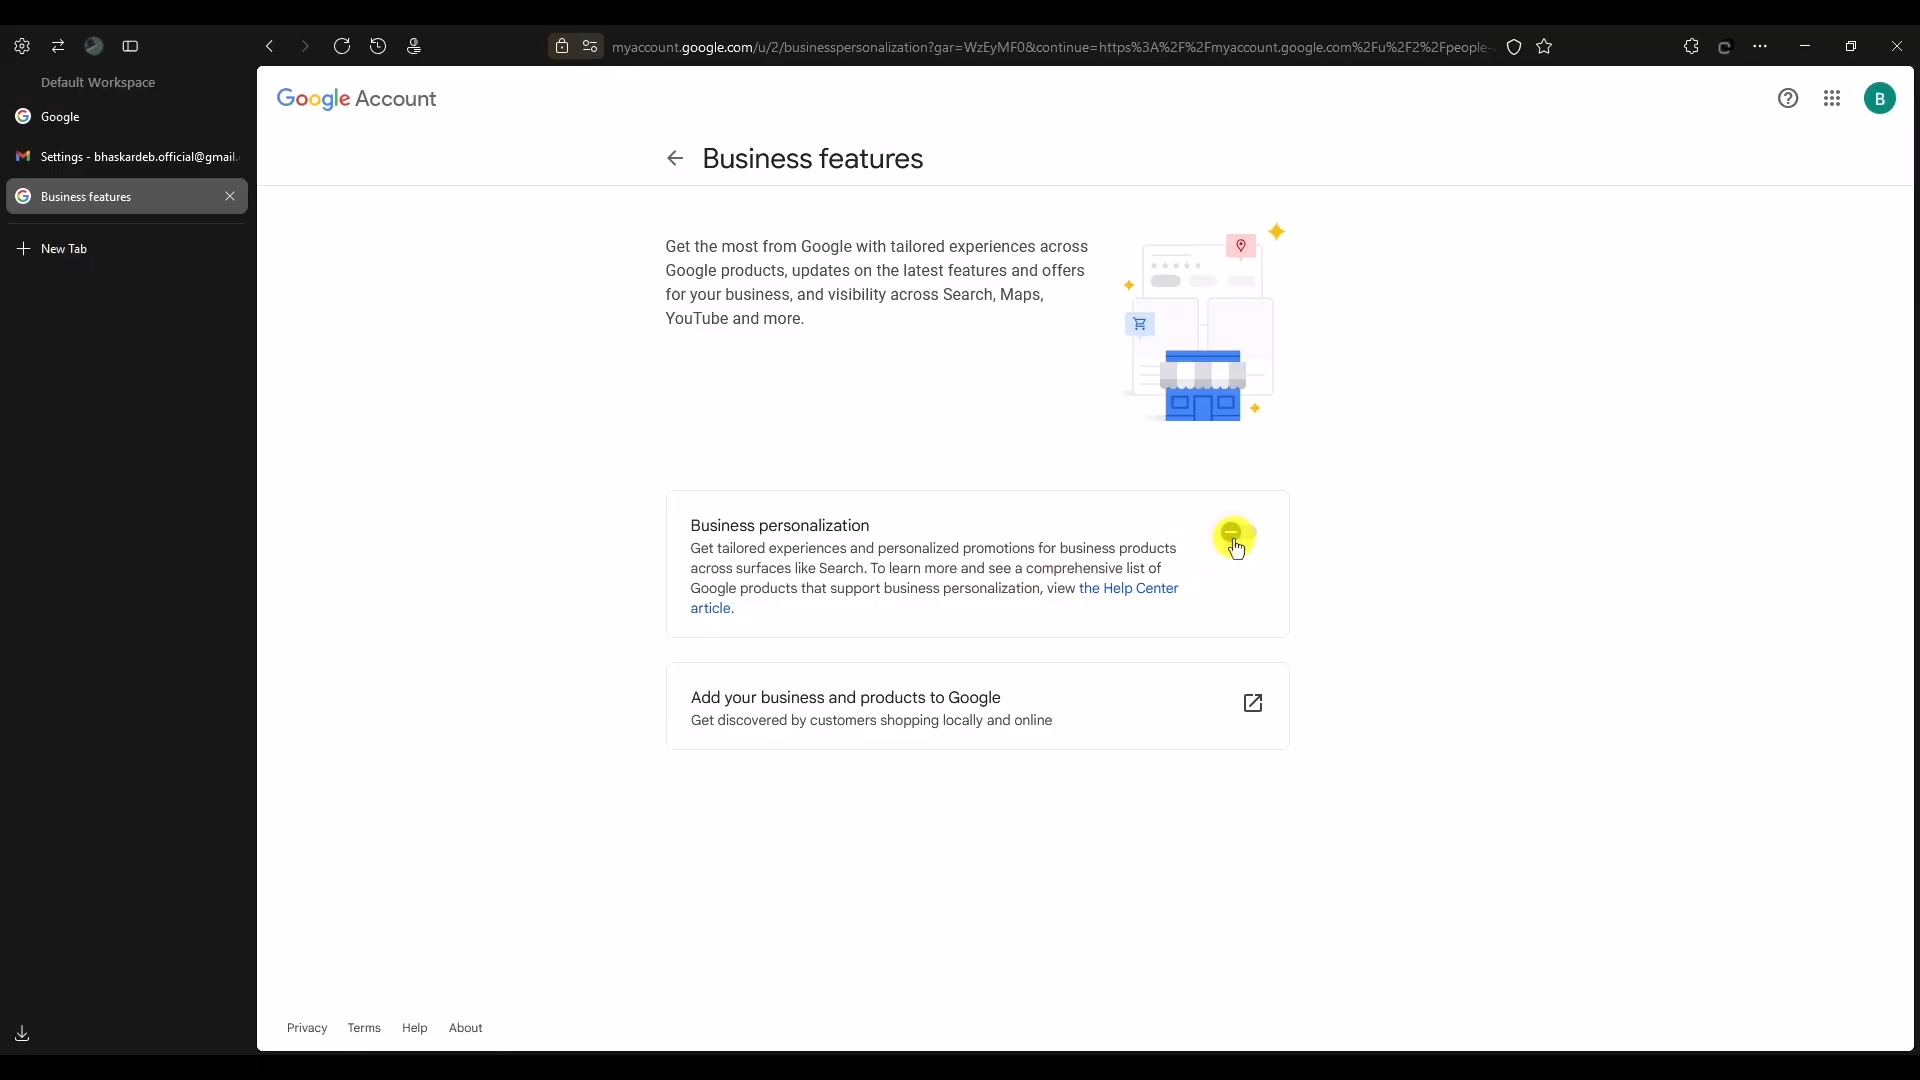 myaccount.google.com/u/2/businesspersonalization?gar=WzEyMF0&continue=https%3A%2F%2Fmyaccount.google.com%2Fu%2F2%2Fpeople-
Default Workspace
Google
Settings - bhaskardeb.official@gmail.
Business features
New Tab
Google Account
B
Business features
Get the most from Google with tailored experiences across
Google products, updates on the latest features and offers
for your business, and visibility across Search, Maps,
YouTube and more.
Business personalization
Get tailored experiences and personalized promotions for business products
across surfaces like Search. To learn more and see a comprehensive list of
Google products that support business personalization, view the Help Center
article.
Add your business and products to Google
Get discovered by customers shopping locally and online
Privacy Terms Help About